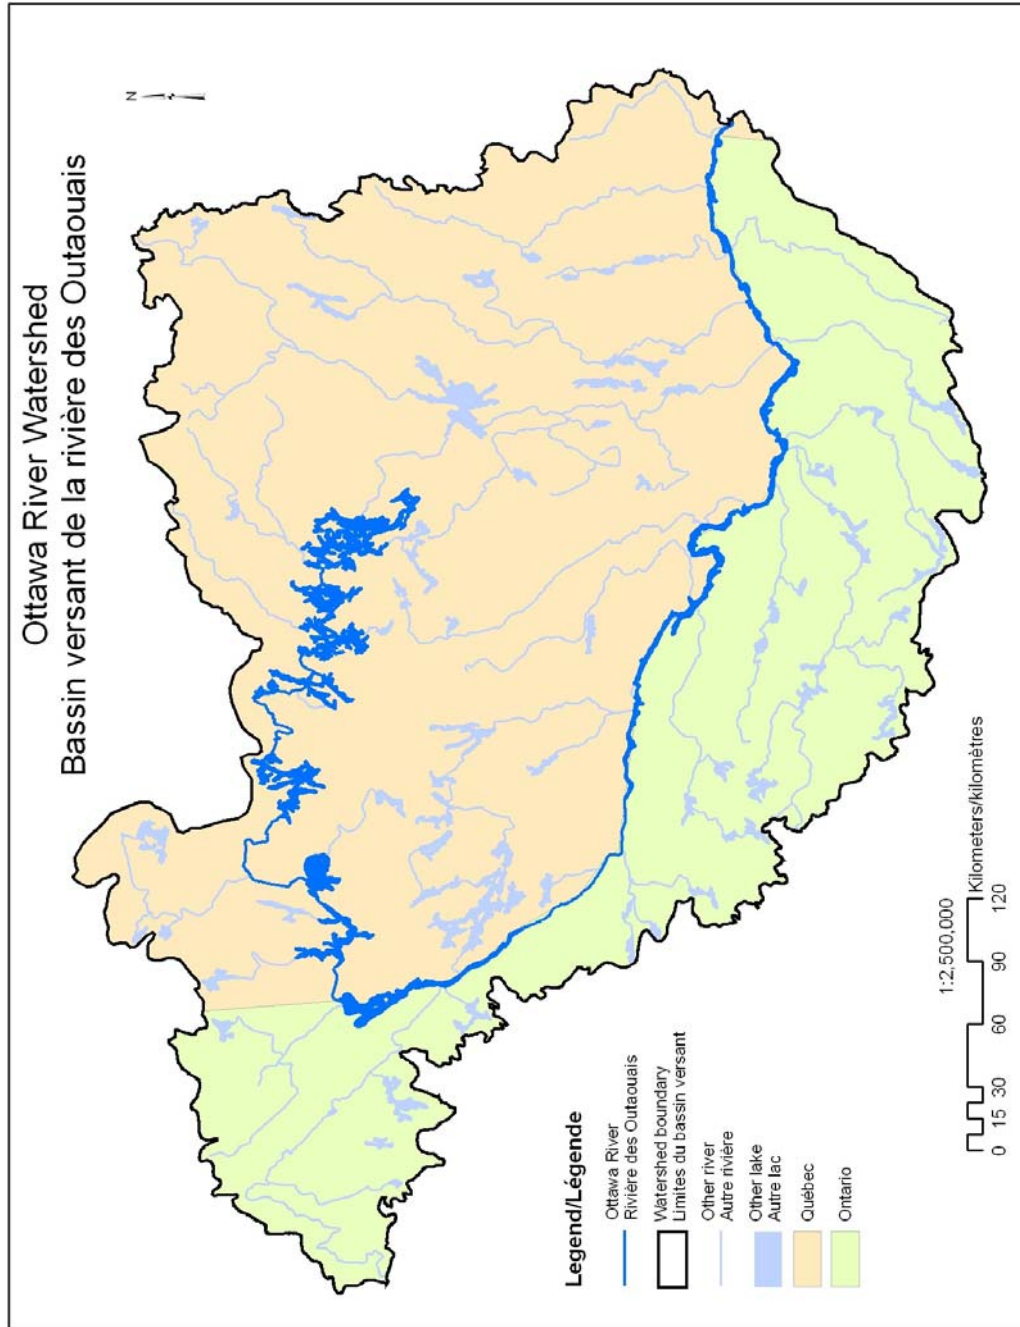 Ottawa River Watershed
Bassin versant de la rivière des Outaouais
N
Legend/Légende
Ottawa River
Rivière des Outaouais
Watershed boundary
Limites du bassin versant
Other river
Autre rivière
Other lake
Autre lac
Québec
Ontario
1:2,500,000
Kilometers/kilomètres
0 15 30 60 90 120